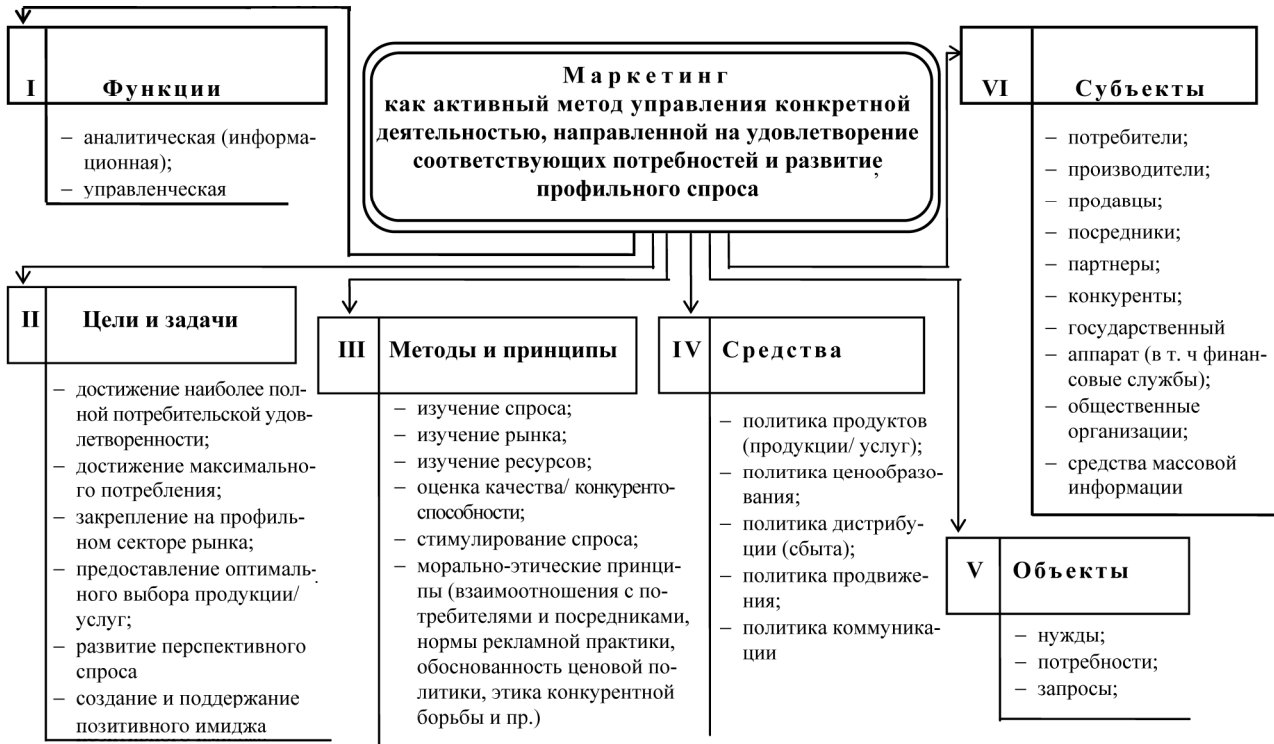 Маркетинг
как активный метод управления конкретной
деятельностью, направленной на удовлетворение
соответствующих потребностей и развитие
профильного спроса
;
I Функции
– аналитическая (информа-
ционная);
– управленческая
II Цели и задачи
– достижение наиболее пол-
ной потребительской удов-
летворенности;
– достижение максимально-
го потребления;
– закрепление на профиль-
ном секторе рынка;
– предоставление оптималь-
ного выбора продукции/
услуг;
– развитие перспективного
спроса
– создание и поддержание
позитивного имиджа
III Методы и принципы
– изучение спроса;
– изучение рынка;
– изучение ресурсов;
– оценка качества/ конкуренто-
способности;
– стимулирование спроса;
– морально-этические принци-
пы (взаимоотношения с по-
требителями и посредниками,
нормы рекламной практики,
обоснованность ценовой по-
литики, этика конкурентной
борьбы и пр.)
IV Средства
– политика продуктов
(продукции/ услуг);
– политика ценообразо-
вания;
– политика дистрибу-
ции (сбыта);
– политика продвиже-
ния;
– политика коммуника-
ции
V Объекты
– нужды;
– потребности;
– запросы;
VI Субъекты
– потребители;
– производители;
– продавцы;
– посредники;
– партнеры;
– конкуренты;
– государственный
– аппарат (в т. ч финан-
совые службы);
– общественные
организации;
– средства массовой
информации